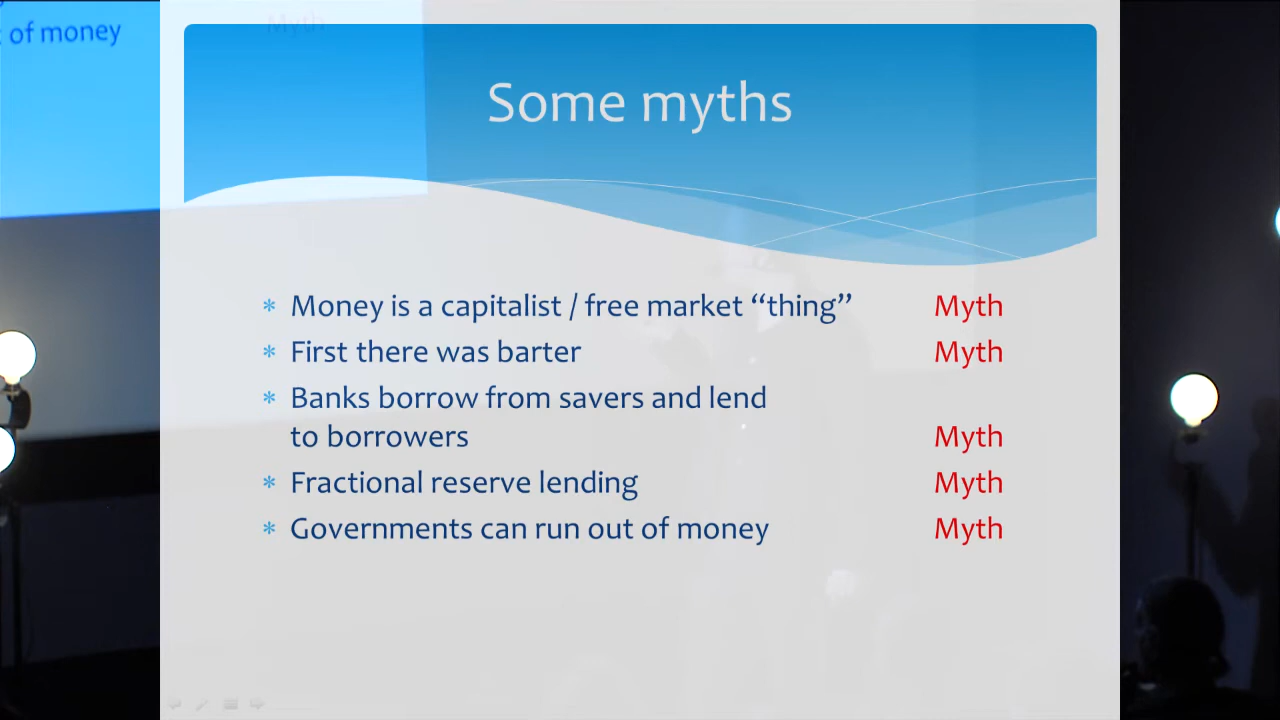 of money
Myth
Some myths
* Money is a capitalist / free market “thing” Myth
* First there was barter Myth
* Banks borrow from savers and lend
to borrowers Myth
* Fractional reserve lending Myth
* Governments can run out of money Myth